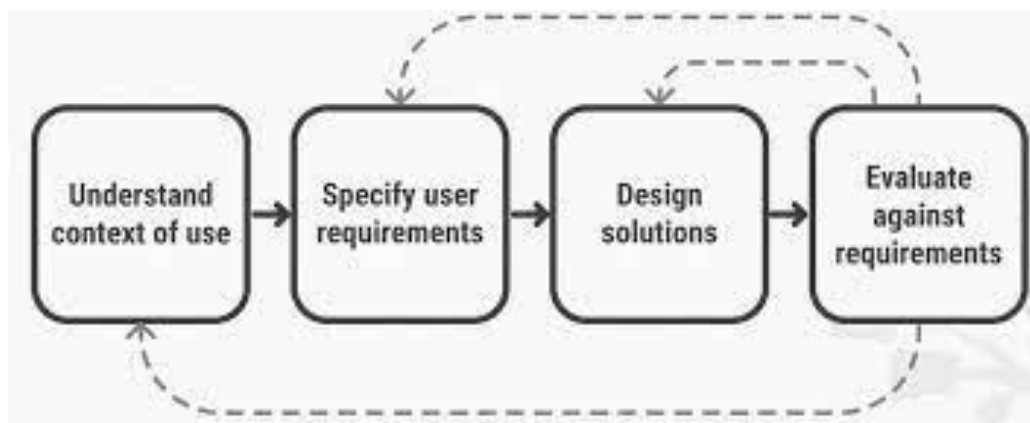 Understand
context of use
Specify user
requirements
Design
solutions
Evaluate
against
requirements